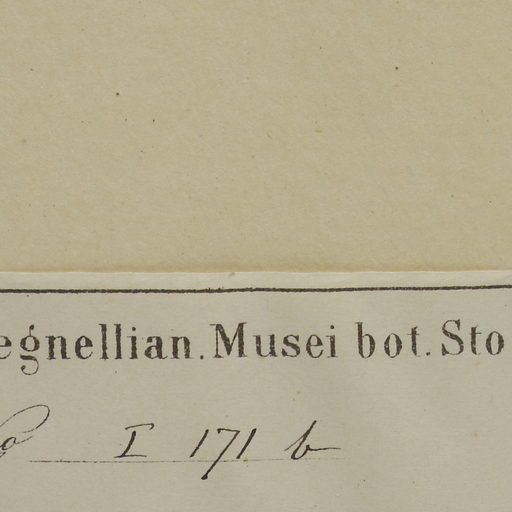 egnellian. Musei bot. Sto
I 171 b